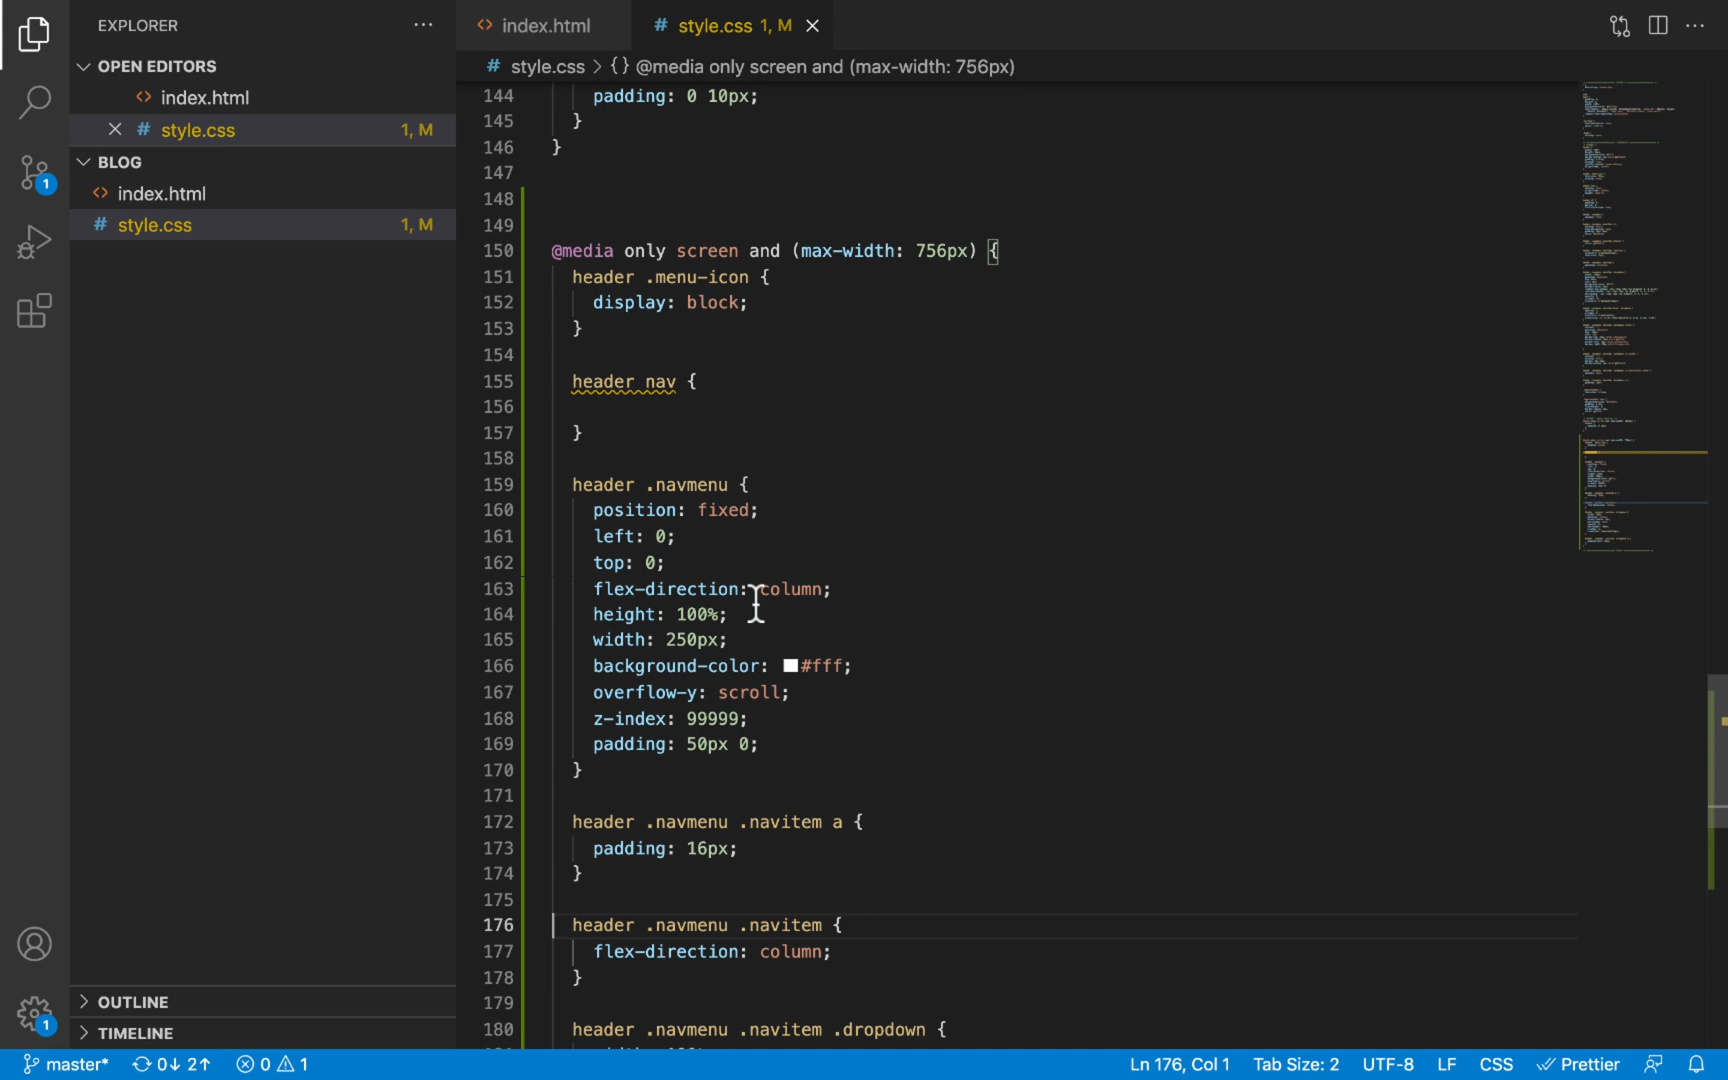 EXPLORER
···
OPEN EDITORS
<> index.html
# style.css 1, M
BLOG
<> index.html
# style.css 1, M
OUTLINE
TIMELINE
1
1
<> index.html
# style.css 1, M
···
# style.css > {} @media only screen and (max-width: 756px)
144 padding: 0 10px;
145 }
146 }
147
148
149
150 @media only screen and (max-width: 756px) {
151 header .menu-icon {
152 display: block;
153 }
154
155 header nav {
156
157 }
158
159 header .navmenu {
160 position: fixed;
161 left: 0;
162 top: 0;
163 flex-direction: column;
164 height: 100%;
165 width: 250px;
166 background-color: #fff;
167 overflow-y: scroll;
168 z-index: 99999;
169 padding: 50px 0;
170 }
171
172 header .navmenu .navitem a {
173 padding: 16px;
174 }
175
176 header .navmenu .navitem {
177 flex-direction: column;
178 }
179
180 header .navmenu .navitem .dropdown {
master* 0↓ 2↑ 0 1 Ln 176, Col 1 Tab Size: 2 UTF-8 LF CSS Prettier